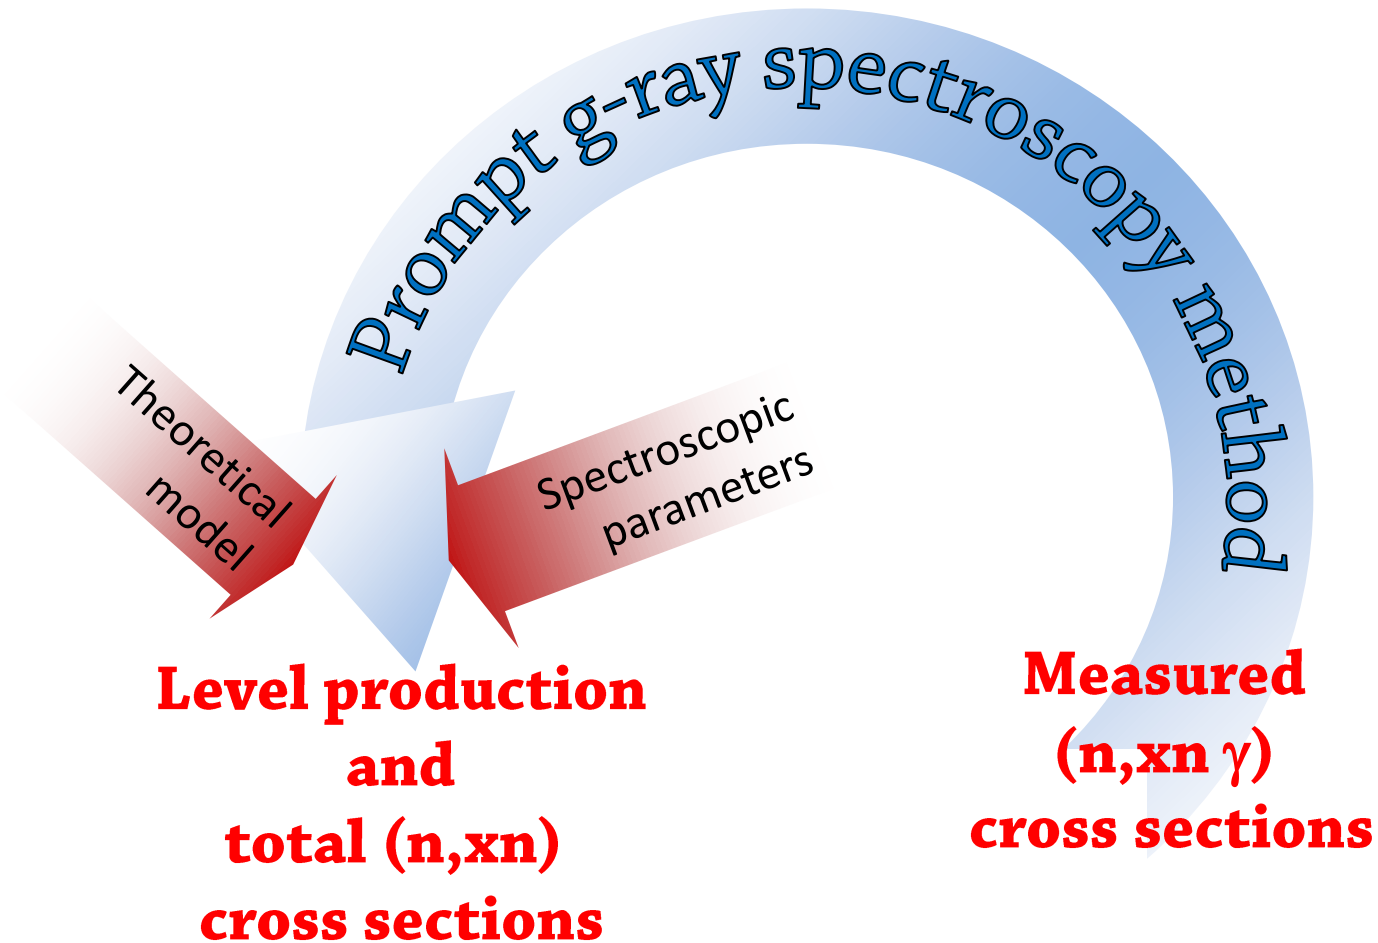 Prompt g-ray spectroscopy method
Theoretical
model
Spectroscopic
parameters
Level production
and
total (n,xn)
cross sections
Measured
(n,xn γ)
cross sections